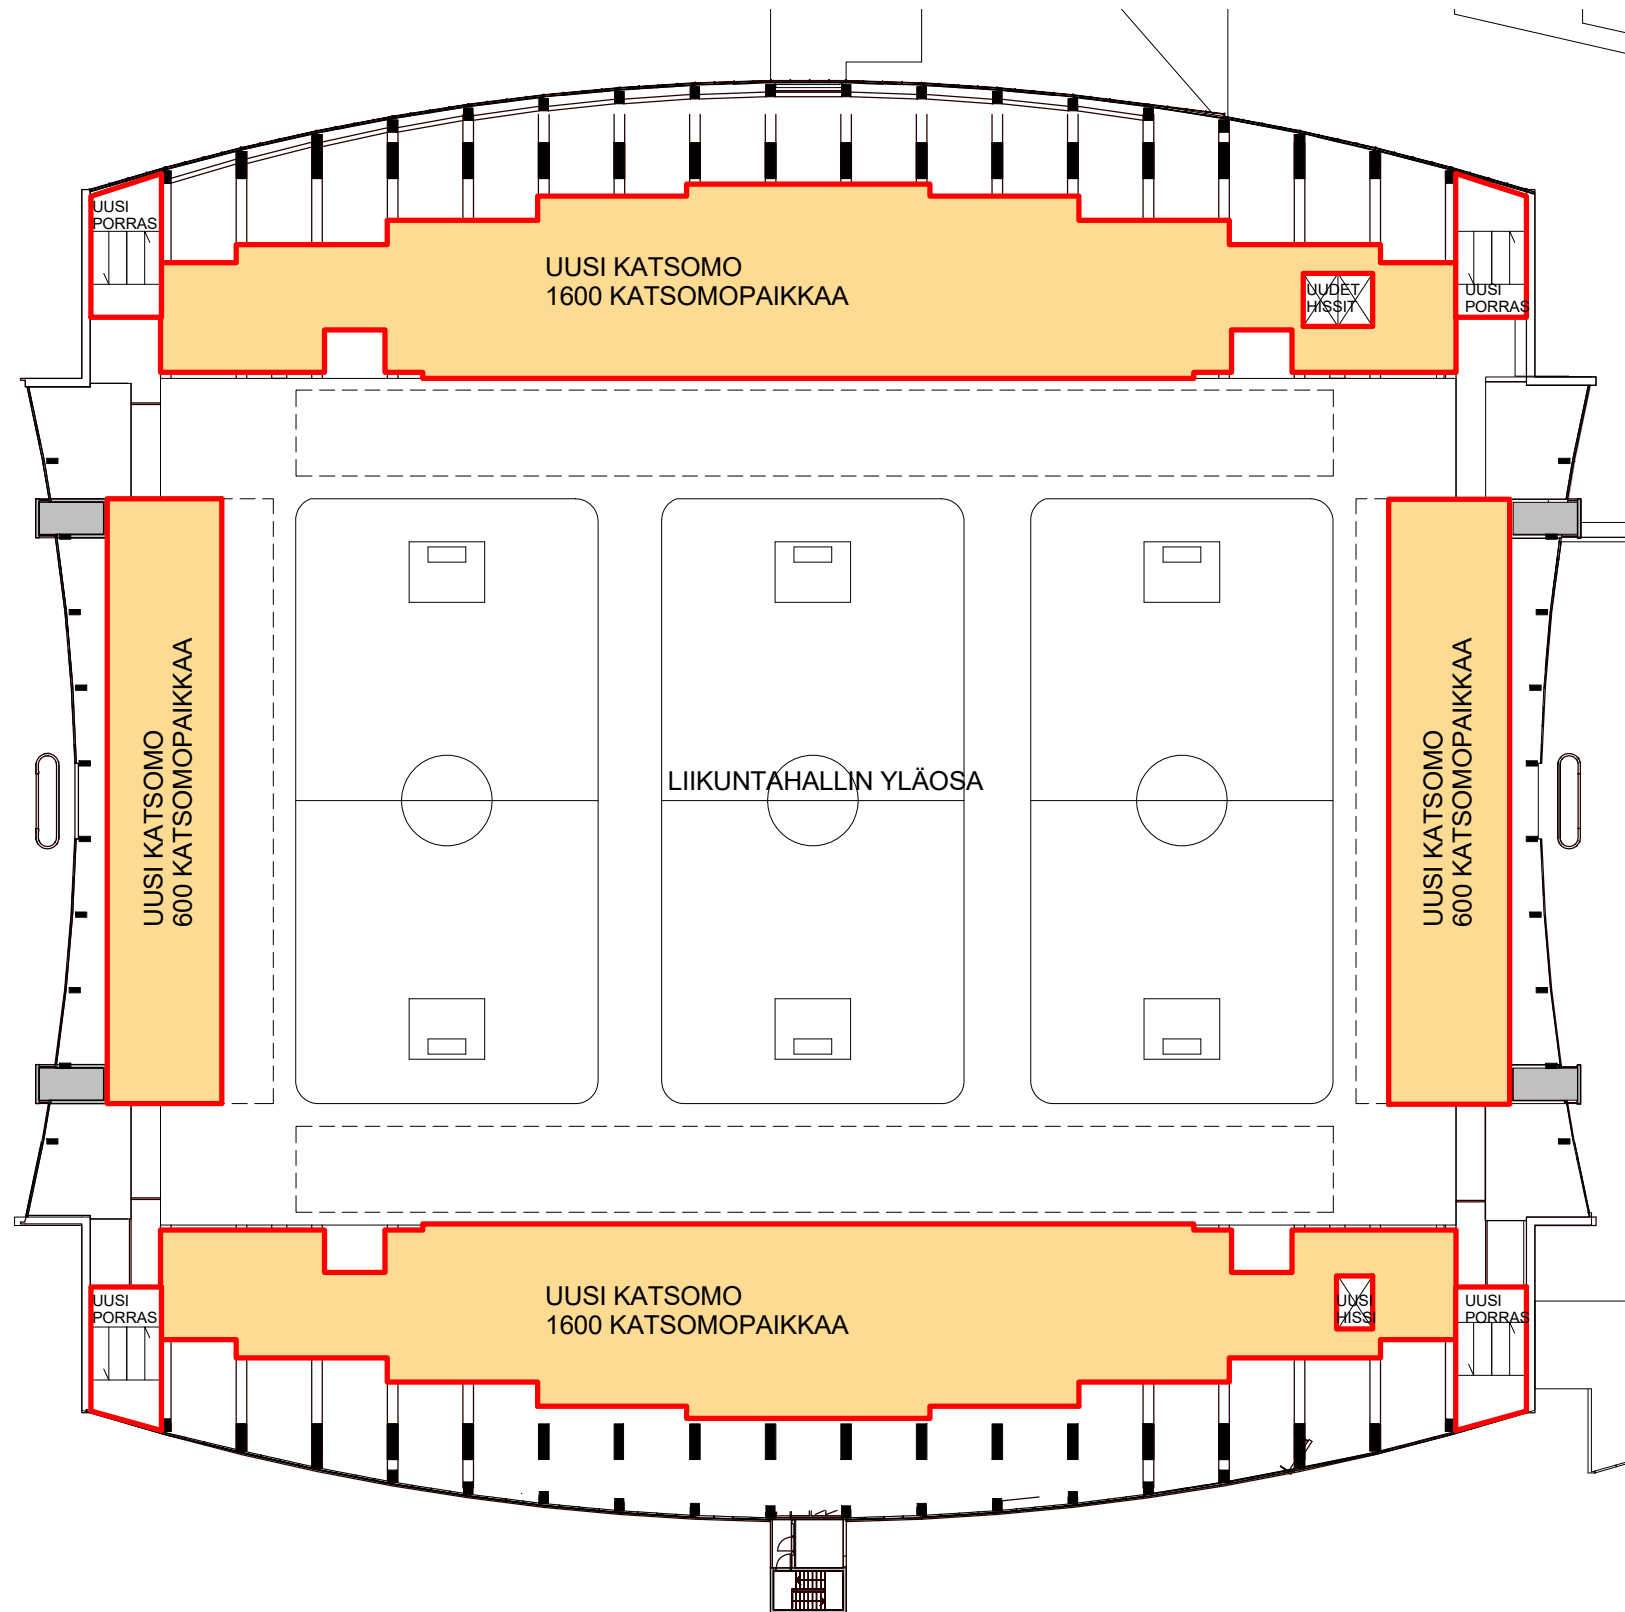 UUSI
PORRAS
UUSI KATSOMO
1600 KATSOMOPAIKKAA
UUDET
HISSIT
UUSI
PORRAS
UUSI KATSOMO
600 KATSOMOPAIKKAA
LIIKUNTAHALLIN YLÄOSA
UUSI KATSOMO
600 KATSOMOPAIKKAA
UUSI
PORRAS
UUSI KATSOMO
1600 KATSOMOPAIKKAA
UUSI
HISSI
UUSI
PORRAS